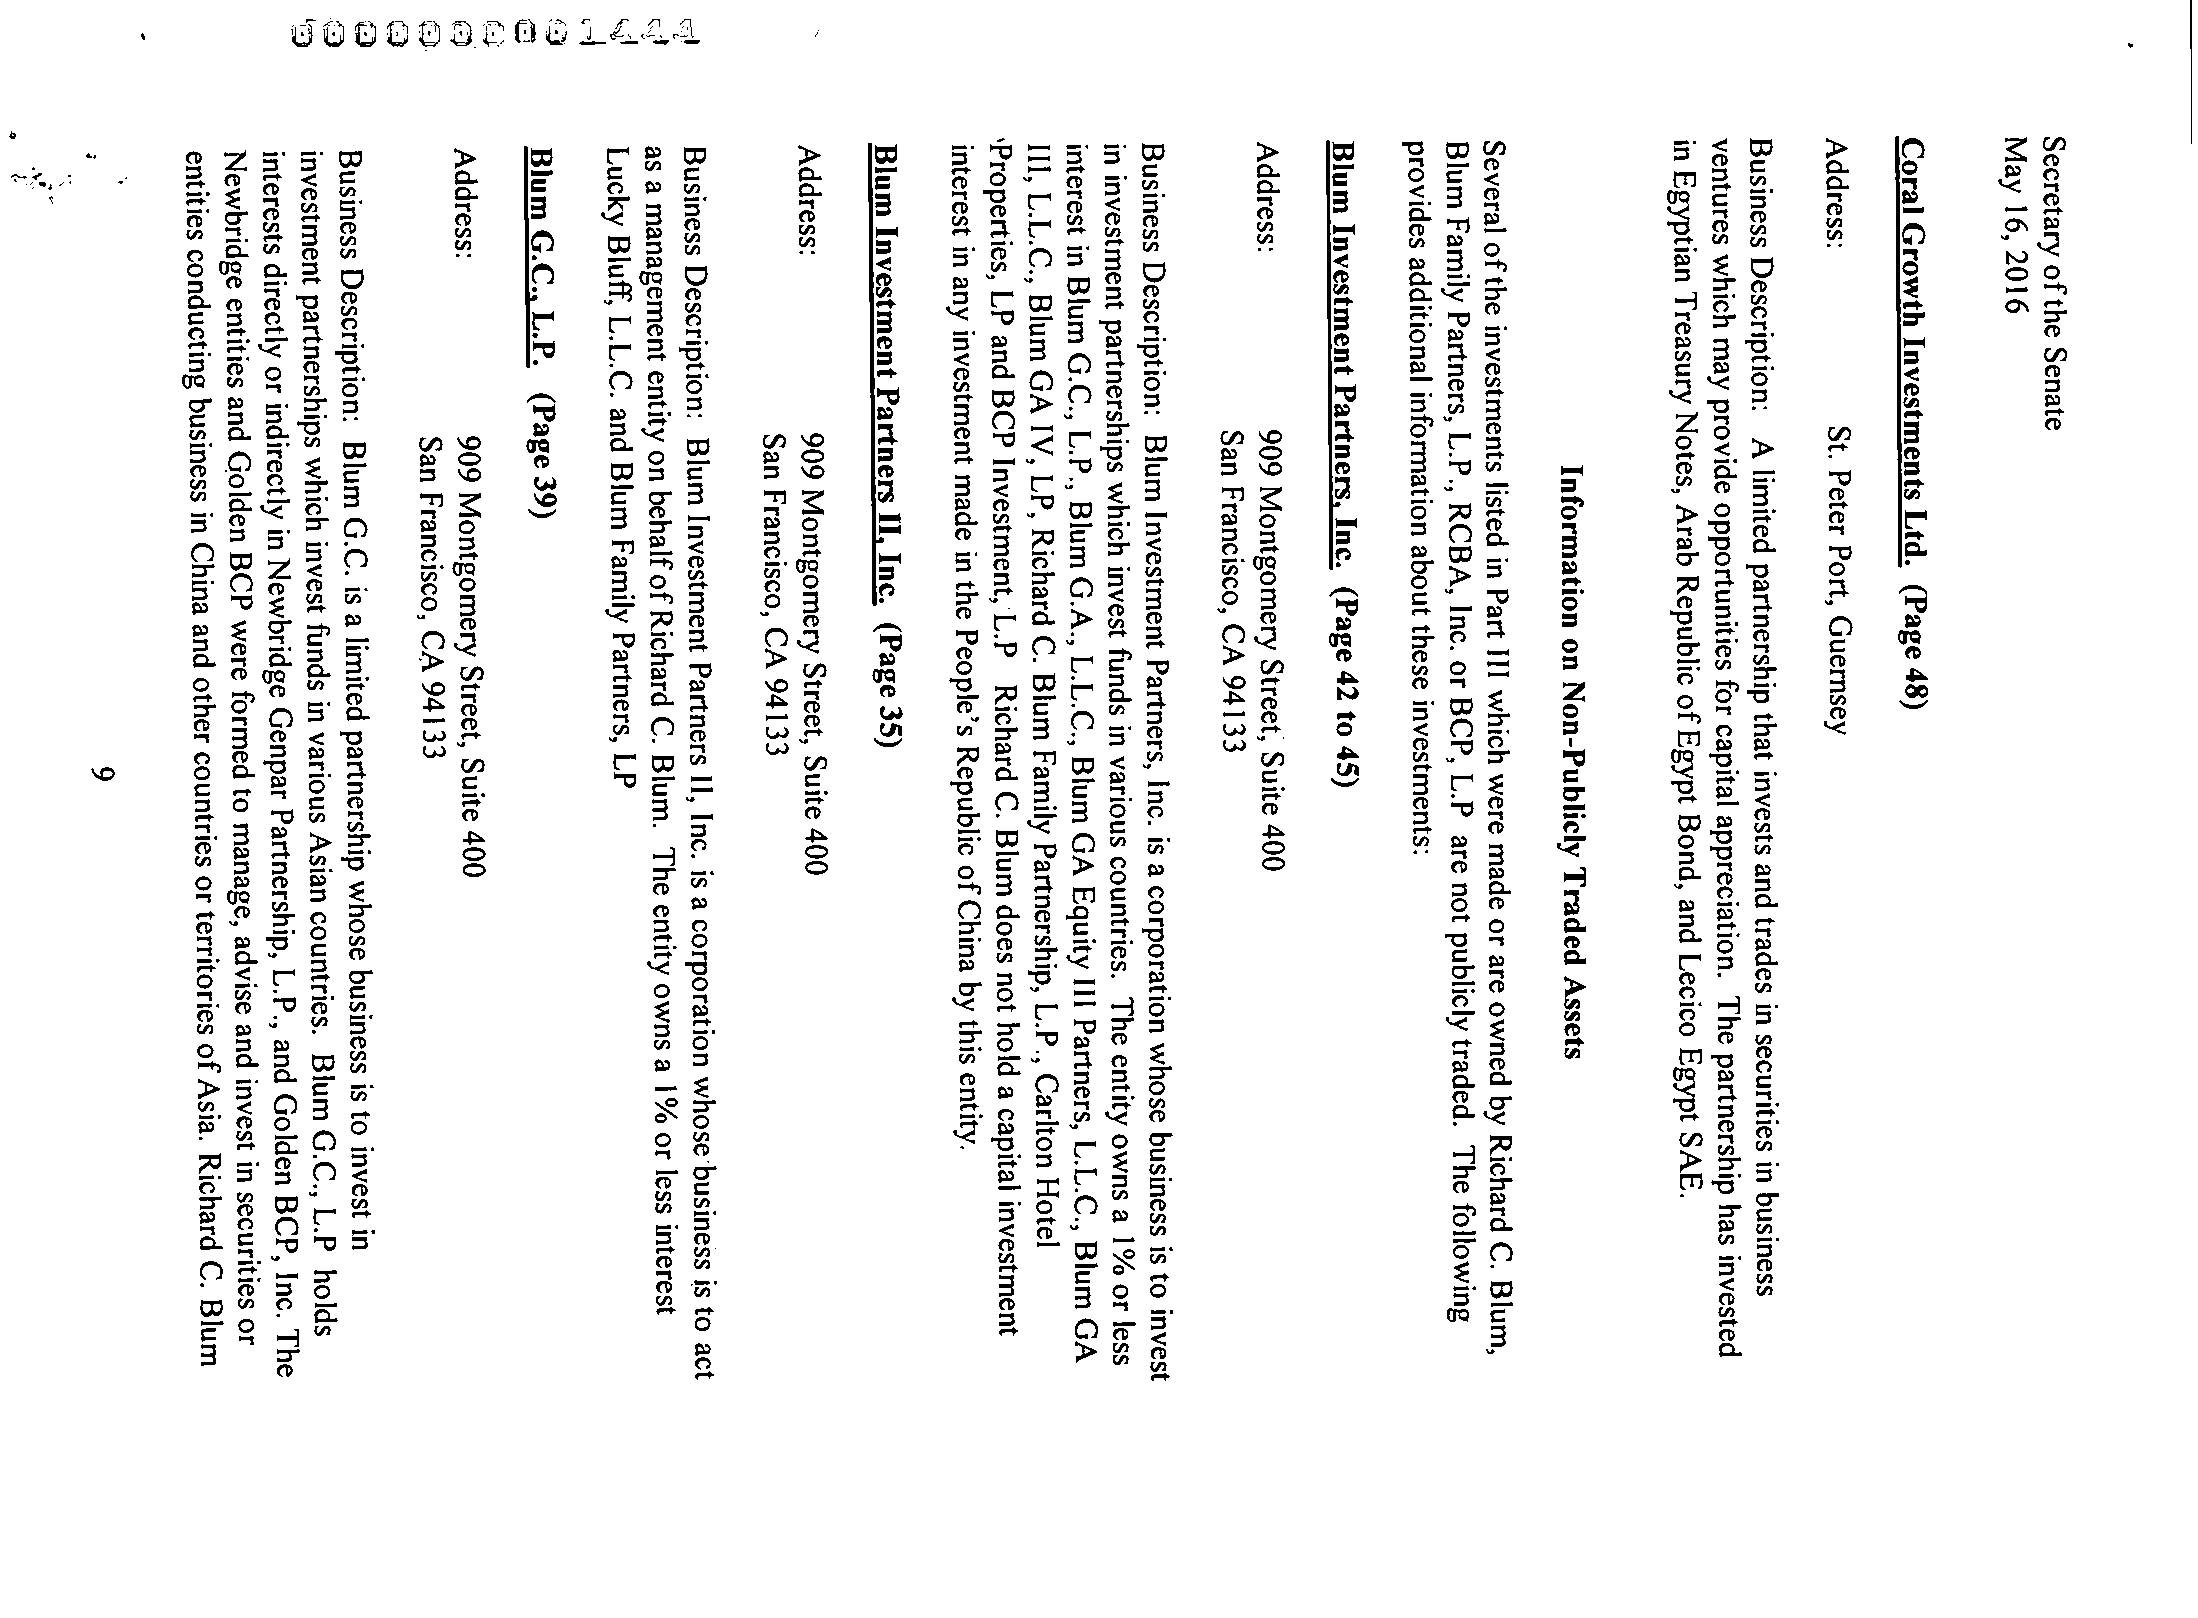 Secretary of the Senate
May 16, 2016
Coral Growth Investments Ltd. (Page 48)
Address: St. Peter Port, Guernsey
Business Description: A limited partnership that invests and trades in securities in business
ventures which may provide opportunities for capital appreciation. The partnership has invested
in Egyptian Treasury Notes, Arab Republic of Egypt Bond, and Lecico Egypt SAE.
Information on Non-Publicly Traded Assets
Several of the investments listed in Part III which were made or are owned by Richard C. Blum,
Blum Family Partners, L.P., RCBA, Inc. or BCP, L.P are not publicly traded. The following
provides additional information about these investments:
Blum Investment Partners, Inc. (Page 42 to 45)
Address: 909 Montgomery Street, Suite 400
San Francisco, CA 94133
Business Description: Blum Investment Partners, Inc. is a corporation whose business is to invest
in investment partnerships which invest funds in various countries. The entity owns a 1% or less
interest in Blum G.C., L.P., Blum G.A., L.L.C., Blum GA Equity III Partners, L.L.C., Blum GA
III, L.L.C., Blum GA IV, LP, Richard C. Blum Family Partnership, L.P., Carlton Hotel
Properties, LP and BCP Investment, L.P Richard C. Blum does not hold a capital investment
interest in any investment made in the People's Republic of China by this entity.
Blum Investment Partners II, Inc. (Page 35)
Address: 909 Montgomery Street, Suite 400
San Francisco, CA 94133
Business Description: Blum Investment Partners II, Inc. is a corporation whose business is to act
as a management entity on behalf of Richard C. Blum. The entity owns a 1% or less interest
Lucky Bluff, L.L.C. and Blum Family Partners, LP
Blum G.C., L.P. (Page 39)
Address: 909 Montgomery Street, Suite 400
San Francisco, CA 94133
Business Description: Blum G.C. is a limited partnership whose business is to invest in
investment partnerships which invest funds in various Asian countries. Blum G.C., L.P holds
interests directly or indirectly in Newbridge Genpar Partnership, L.P., and Golden BCP, Inc. The
Newbridge entities and Golden BCP were formed to manage, advise and invest in securities or
entities conducting business in China and other countries or territories of Asia. Richard C. Blum
9
0000000001444